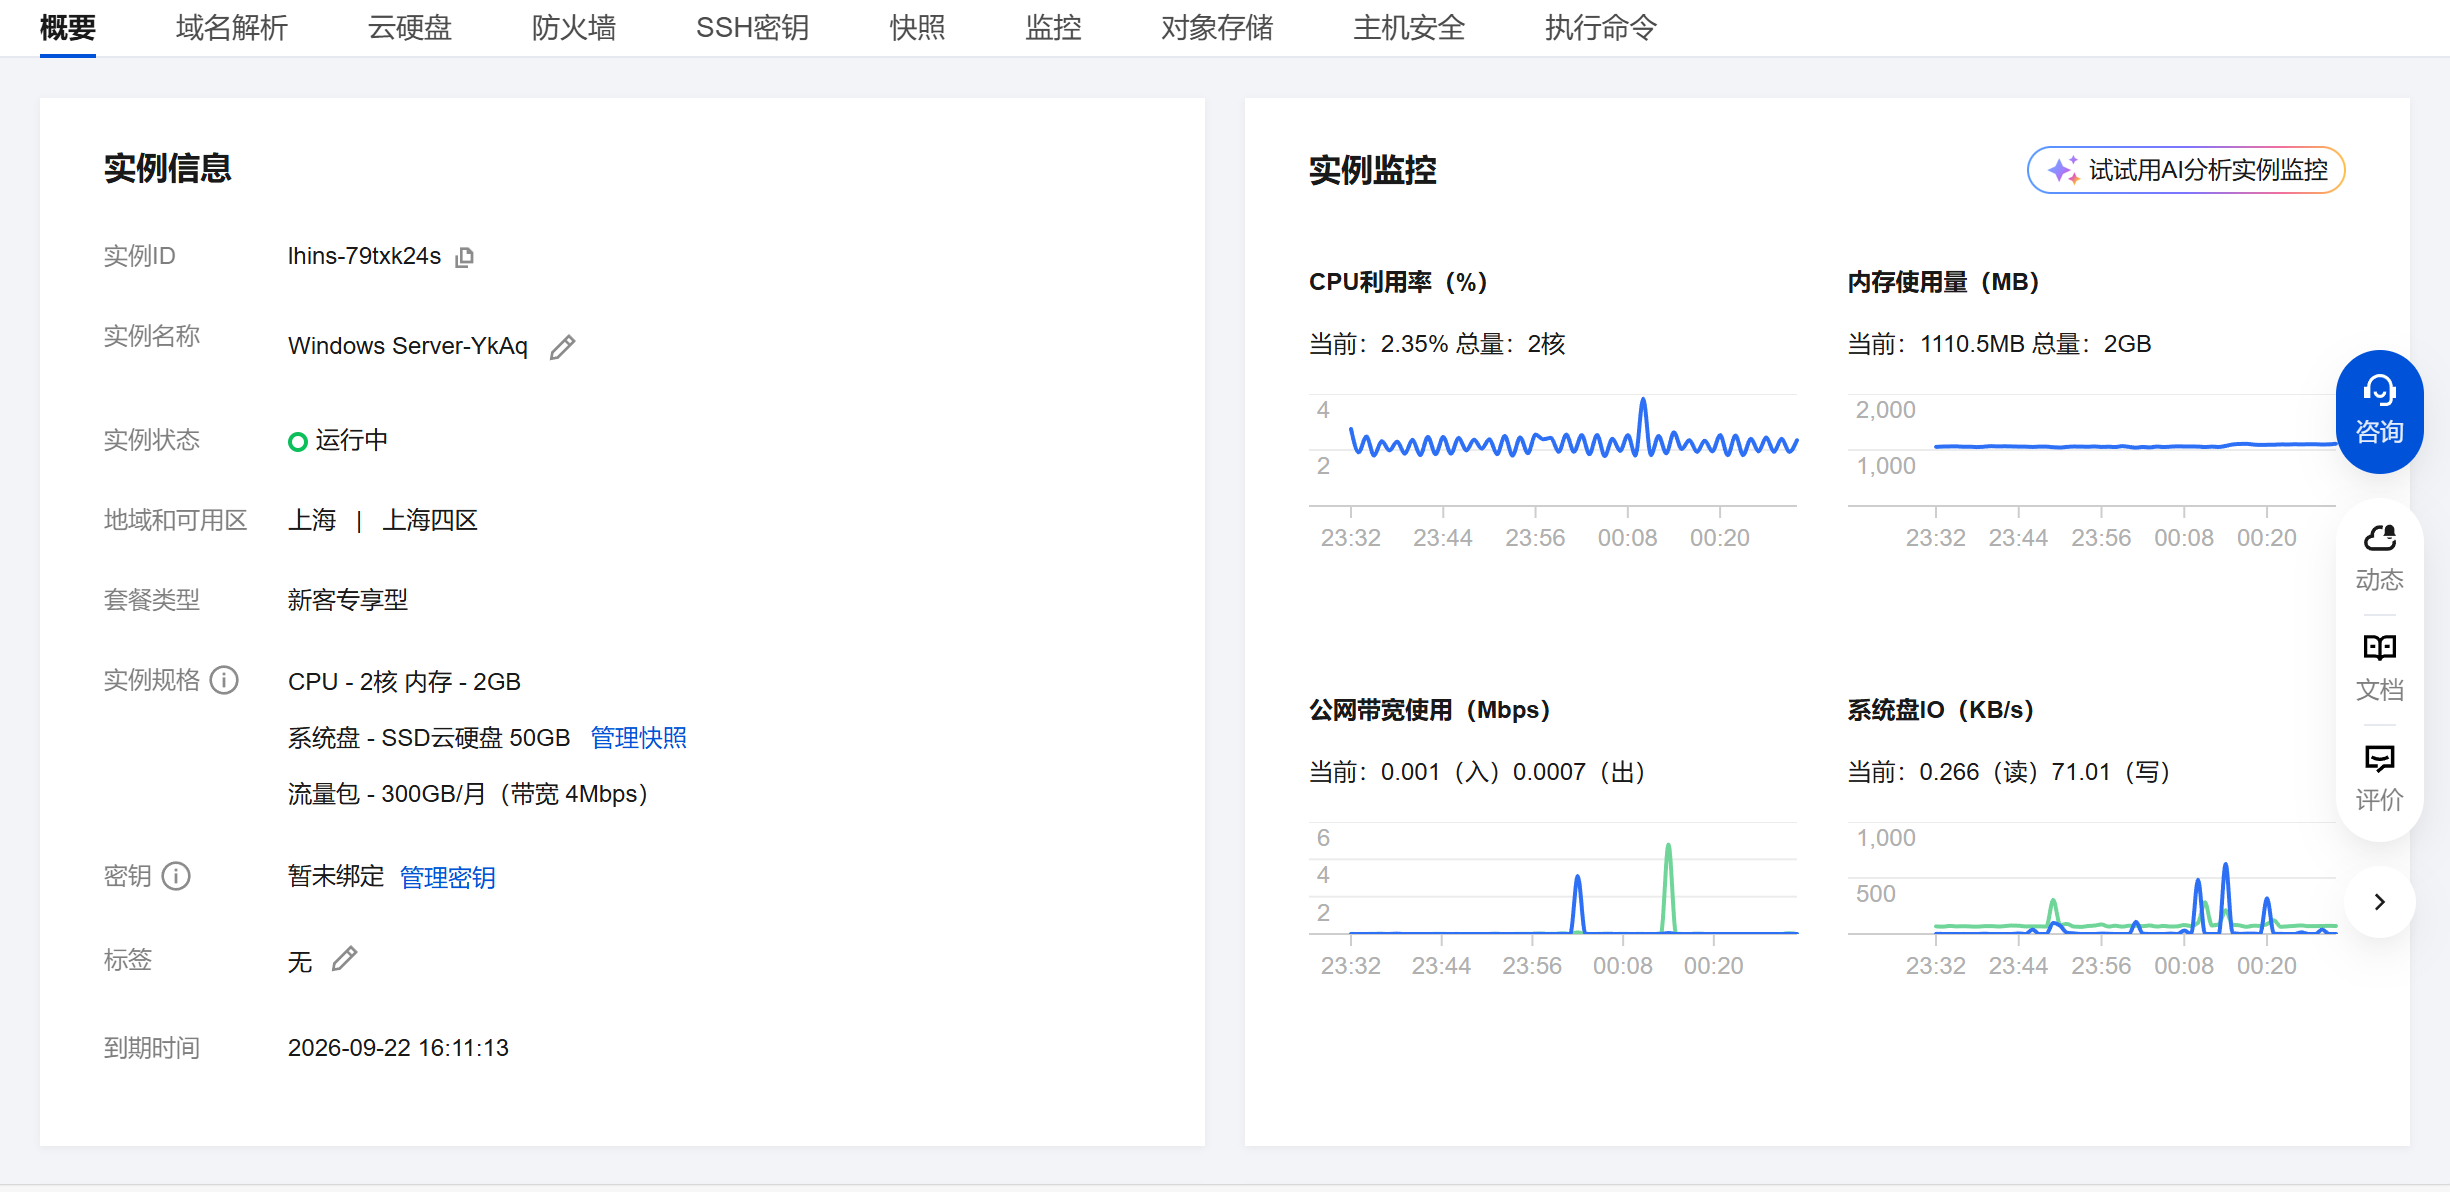 概要 域名解析 云硬盘 防火墙 SSH密钥 快照 监控 对象存储 主机安全 执行命令
实例信息
实例ID lhins-79txk24s
实例名称 Windows Server-YkAq
实例状态 运行中
地域和可用区 上海 | 上海四区
套餐类型 新客专享型
实例规格 CPU - 2核 内存 - 2GB
系统盘 - SSD云硬盘 50GB 管理快照
流量包 - 300GB/月（带宽 4Mbps）
密钥 暂未绑定 管理密钥
标签 无
到期时间 2026-09-22 16:11:13
实例监控
试试用AI分析实例监控
CPU利用率（%）
当前：2.35% 总量：2核
4
2
23:32 23:44 23:56 00:08 00:20
内存使用量（MB）
当前：1110.5MB 总量：2GB
2,000
1,000
23:32 23:44 23:56 00:08 00:20
公网带宽使用（Mbps）
当前：0.001（入）0.0007（出）
6
4
2
23:32 23:44 23:56 00:08 00:20
系统盘IO（KB/s）
当前：0.266（读）71.01（写）
1,000
500
23:32 23:44 23:56 00:08 00:20
咨询
动态
文档
评价